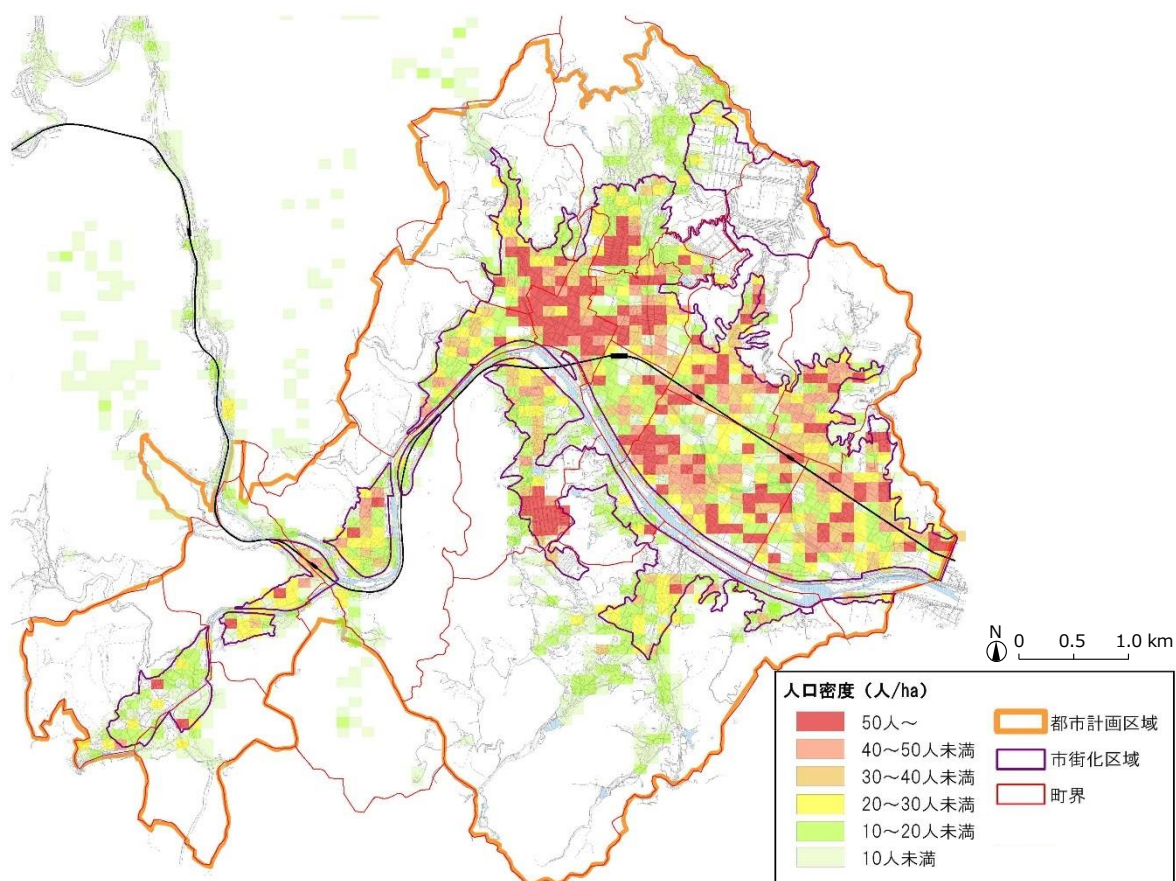 N
0 0.5 1.0 km
人口密度（人/ha）
50人～
40～50人未満
30～40人未満
20～30人未満
10～20人未満
10人未満
都市計画区域
市街化区域
町界